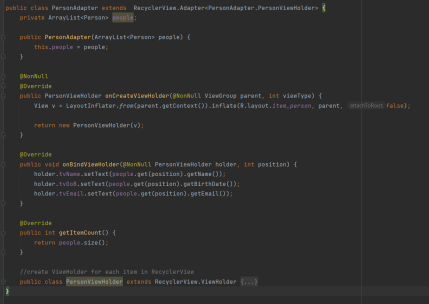 public class PersonAdapter extends RecyclerView.Adapter<PersonAdapter.PersonViewHolder> {
private ArrayList<Person> people;
public PersonAdapter(ArrayList<Person> people) {
this.people = people;
}
@NonNull
@Override
public PersonViewHolder onCreateViewHolder(@NonNull ViewGroup parent, int viewType) {
View v = LayoutInflater.from(parent.getContext()).inflate(R.layout.item_person, parent, attachToRoot: false);
return new PersonViewHolder(v);
}
@Override
public void onBindViewHolder(@NonNull PersonViewHolder holder, int position) {
holder.tvName.setText(people.get(position).getName());
holder.tvDoB.setText(people.get(position).getBirthDate());
holder.tvEmail.setText(people.get(position).getEmail());
}
@Override
public int getItemCount() {
return people.size();
}
//create ViewHolder for each item in RecyclerView
public class PersonViewHolder extends RecyclerView.ViewHolder {...}
}